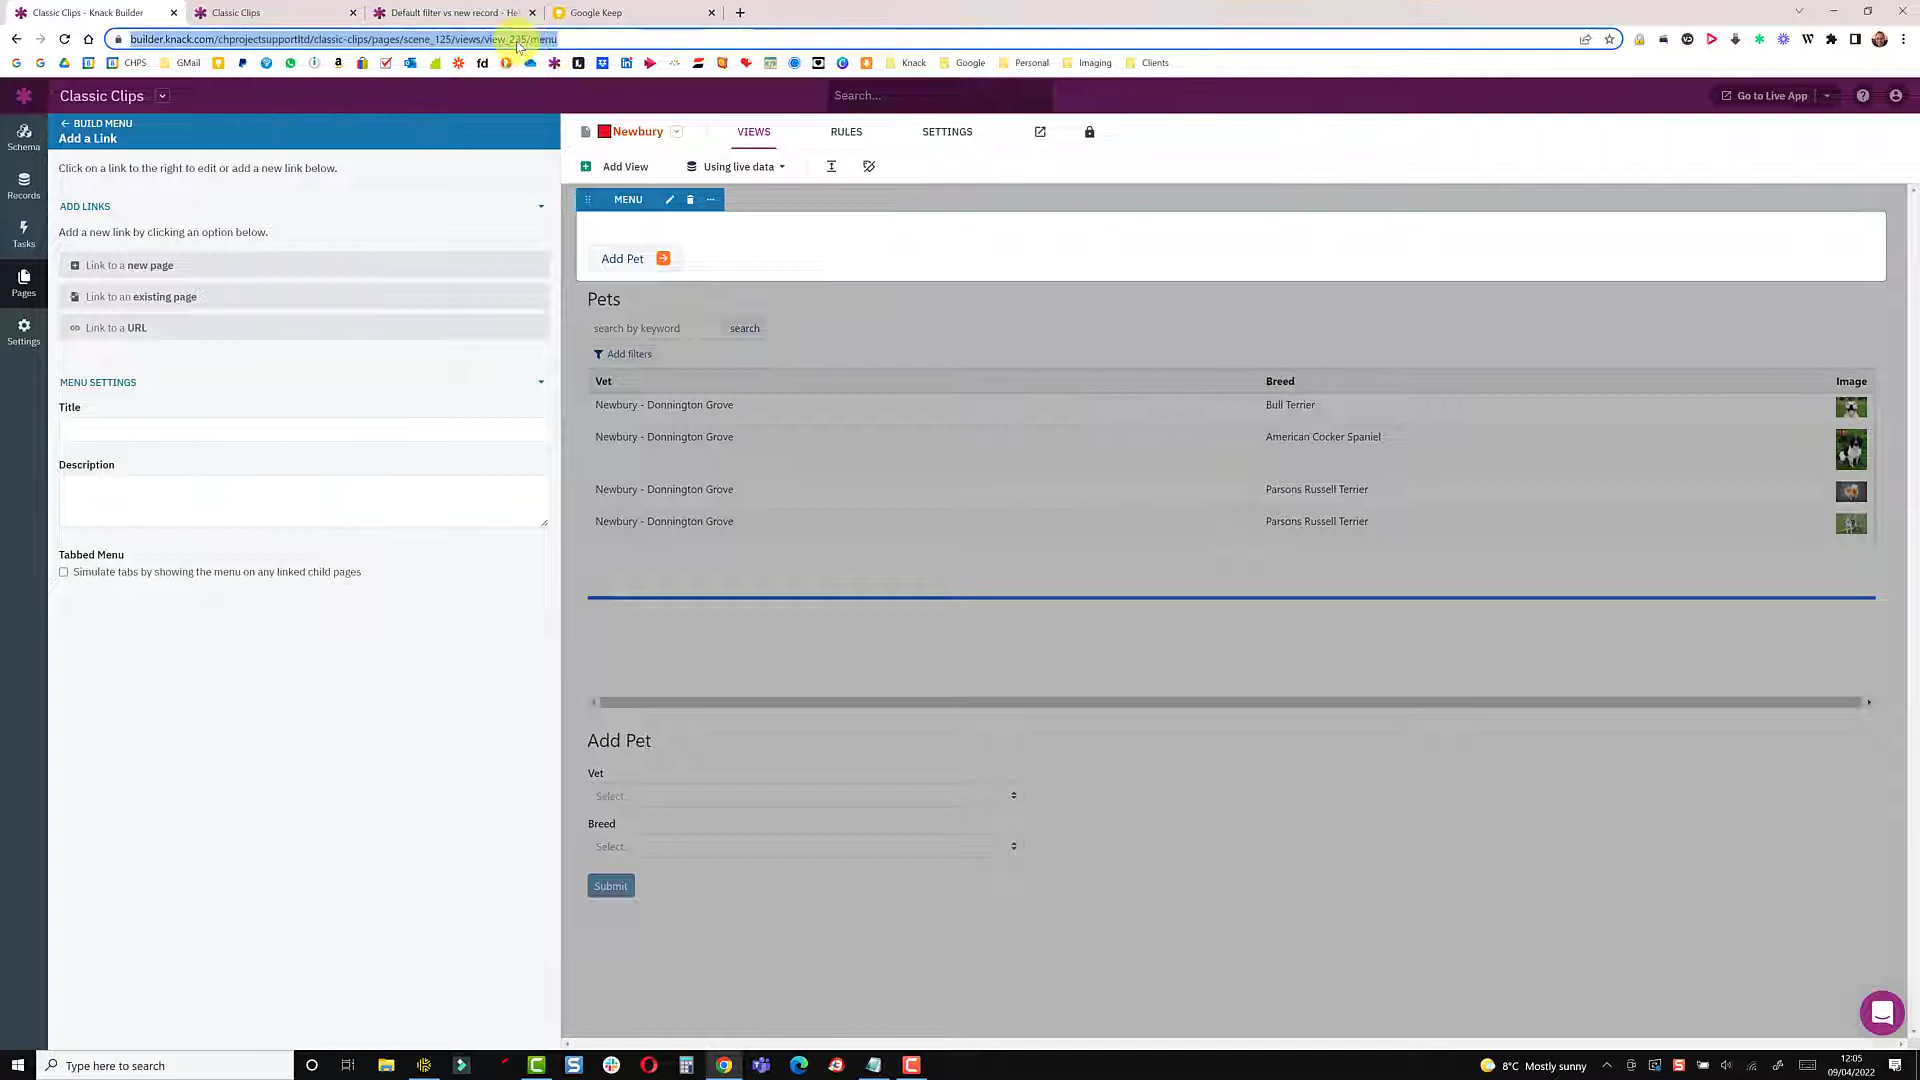 Classic Clips - Knack Builder
Classic Clips
Default filter vs new record - He
Google Keep
builder.knack.com/chprojectsupportltd/classic-clips/pages/scene_125/views/view_235/menu
CHPS
GMail
fd
Knack
Google
Personal
Imaging
Clients
Classic Clips
Search...
Go to Live App
Schema
Records
Tasks
Pages
Settings
BUILD MENU
Add a Link
Click on a link to the right to edit or add a new link below.
ADD LINKS
Add a new link by clicking an option below.
Link to a new page
Link to an existing page
Link to a URL
MENU SETTINGS
Title
Description
Tabbed Menu
Simulate tabs by showing the menu on any linked child pages
Newbury
VIEWS
RULES
SETTINGS
Add View
Using live data
MENU
Add Pet
Pets
search by keyword
search
Add filters
Vet Breed Image
Newbury - Donnington Grove Bull Terrier
Newbury - Donnington Grove American Cocker Spaniel
Newbury - Donnington Grove Parsons Russell Terrier
Newbury - Donnington Grove Parsons Russell Terrier
Add Pet
Vet
Select
Breed
Select
Submit
Type here to search
8°C Mostly sunny
12:05
09/04/2022